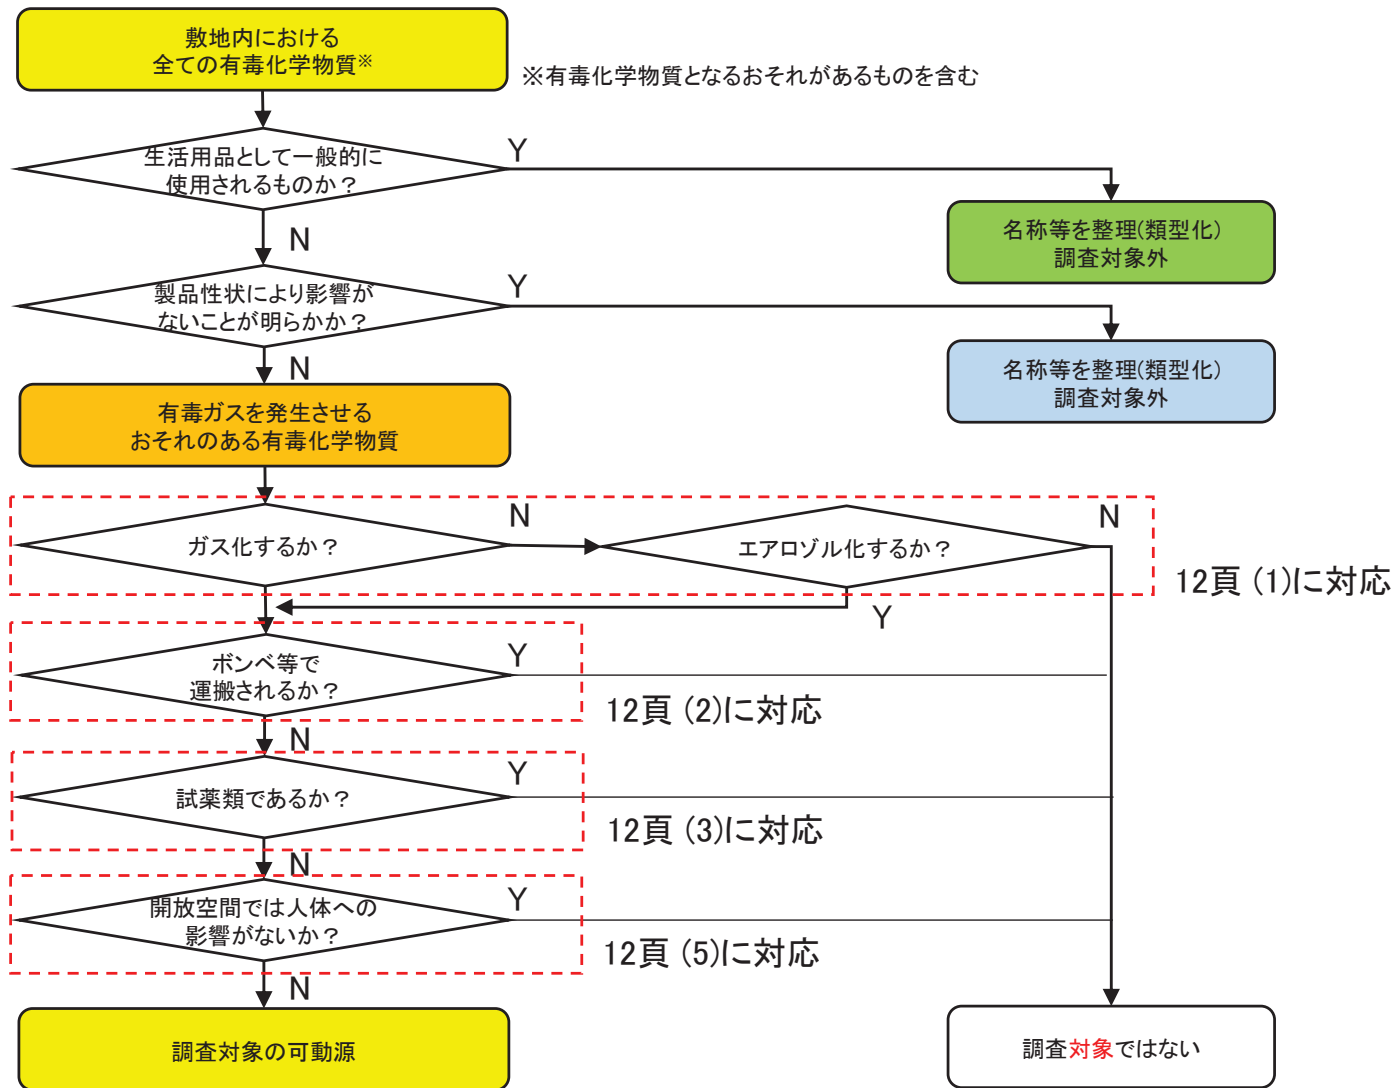 敷地内における
全ての有毒化学物質※
※有毒化学物質となるおそれがあるものを含む
生活用品として一般的に
使用されるものか？
Y
N
名称等を整理(類型化)
調査対象外
製品性状により影響が
ないことが明らかか？
Y
N
名称等を整理(類型化)
調査対象外
有毒ガスを発生させる
おそれのある有毒化学物質
ガス化するか？
N
エアロゾル化するか？
N
12頁 (1)に対応
Y
ボンベ等で
運搬されるか？
Y
12頁 (2)に対応
N
試薬類であるか？
Y
12頁 (3)に対応
N
開放空間では人体への
影響がないか？
Y
12頁 (5)に対応
N
調査対象の可動源
調査対象ではない